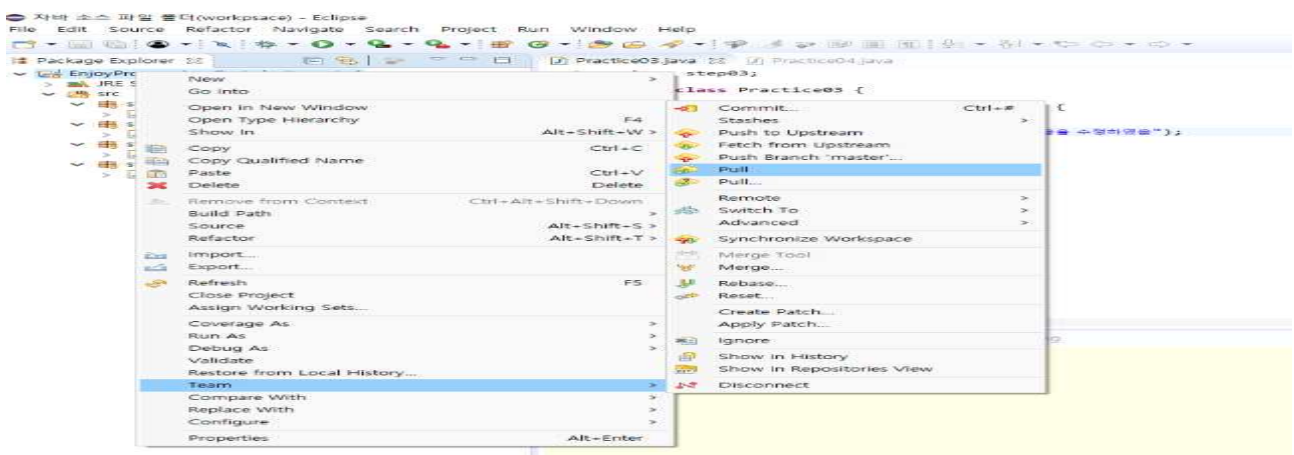 자바 소스 파일 폴더(workpsace) - Eclipse
File Edit Source Refactor Navigate Search Project Run Window Help
Package Explorer
Practice03.java
Practice04.java
EnjoyPro
JRE S
src
step03;
class Practice03 {
{
을 수정하였음");
New >
Go Into
Open in New Window
Open Type Hierarchy F4
Show In Alt+Shift+W >
Copy Ctrl+C
Copy Qualified Name
Paste Ctrl+V
Delete Delete
Remove from Context Ctrl+Alt+Shift+Down
Build Path >
Source Alt+Shift+S >
Refactor Alt+Shift+T >
Import...
Export...
Refresh F5
Close Project
Assign Working Sets...
Coverage As >
Run As >
Debug As >
Validate
Restore from Local History...
Team >
Compare With >
Replace With >
Configure >
Properties Alt+Enter
Commit... Ctrl+#
Stashes >
Push to Upstream
Fetch from Upstream
Push Branch 'master'...
Pull
Pull...
Remote >
Switch To >
Advanced >
Synchronize Workspace
Merge Tool
Merge...
Rebase...
Reset...
Create Patch...
Apply Patch...
Ignore
Show in History
Show in Repositories View
Disconnect